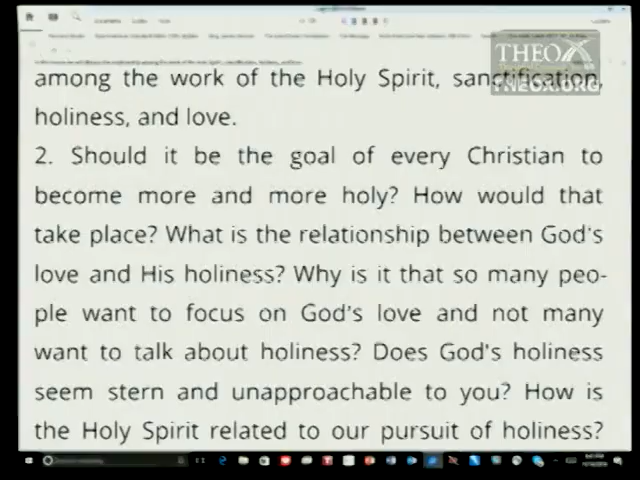 THEOX
THEOX.ORG
among the work of the Holy Spirit, sanctification,
holiness, and love.
2. Should it be the goal of every Christian to
become more and more holy? How would that
take place? What is the relationship between God's
love and His holiness? Why is it that so many peo-
ple want to focus on God's love and not many
want to talk about holiness? Does God's holiness
seem stern and unapproachable to you? How is
the Holy Spirit related to our pursuit of holiness?